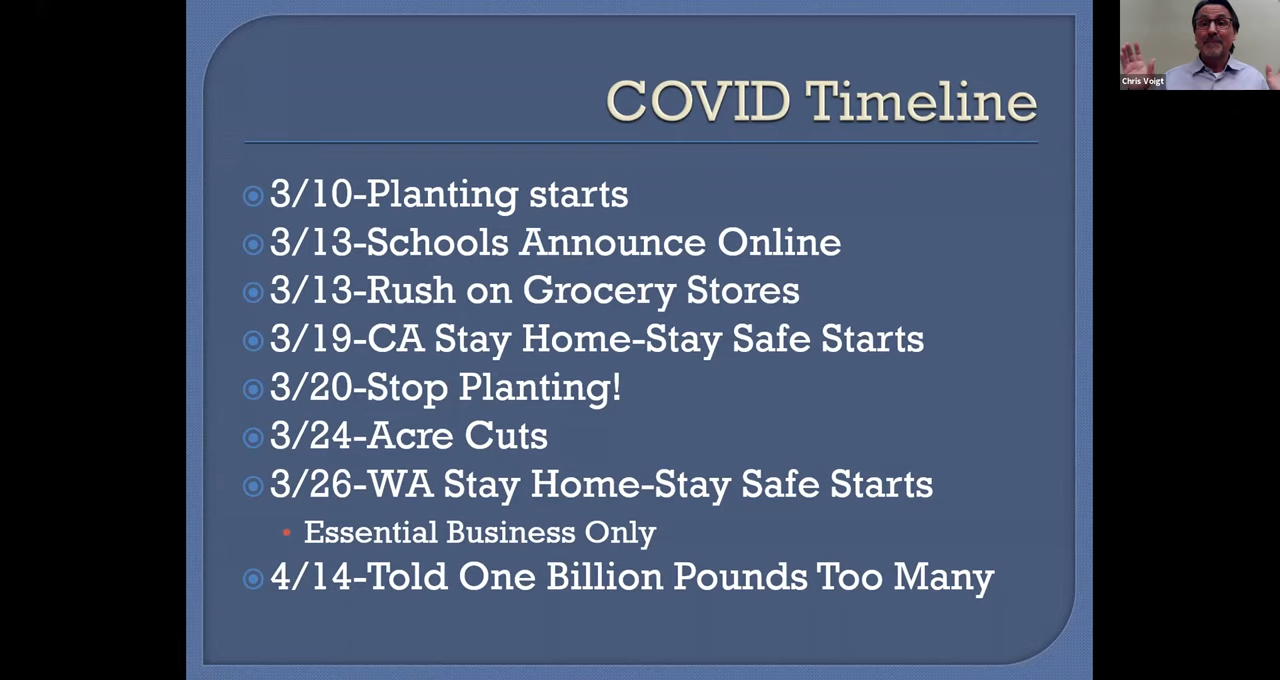 COVID Timeline
3/10-Planting starts
3/13-Schools Announce Online
3/13-Rush on Grocery Stores
3/19-CA Stay Home-Stay Safe Starts
3/20-Stop Planting!
3/24-Acre Cuts
3/26-WA Stay Home-Stay Safe Starts
Essential Business Only
4/14-Told One Billion Pounds Too Many
Chris Voigt